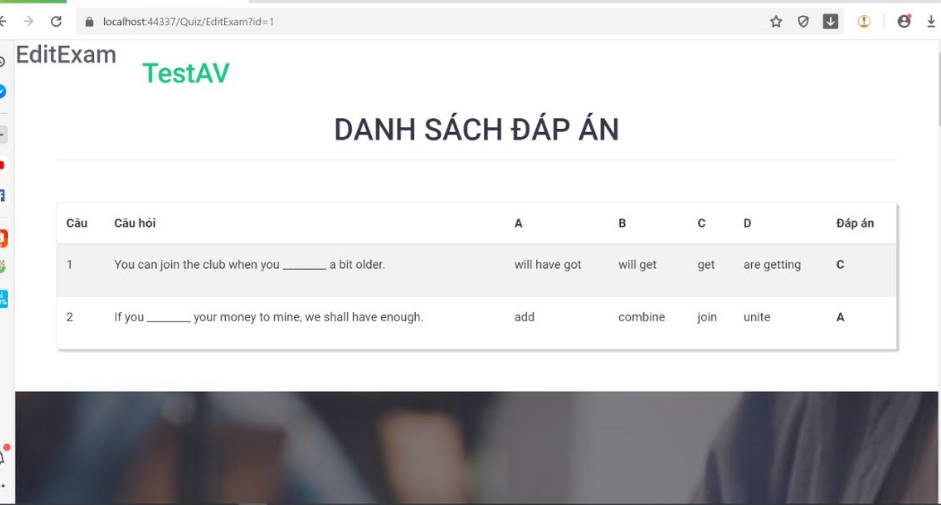 localhost:44337/Quiz/EditExam?id=1
EditExam
TestAV
DANH SÁCH ĐÁP ÁN
Câu Câu hỏi A B C D Đáp án
1 You can join the club when you _______ a bit older. will have got will get get are getting C
2 If you _______ your money to mine, we shall have enough. add combine join unite A